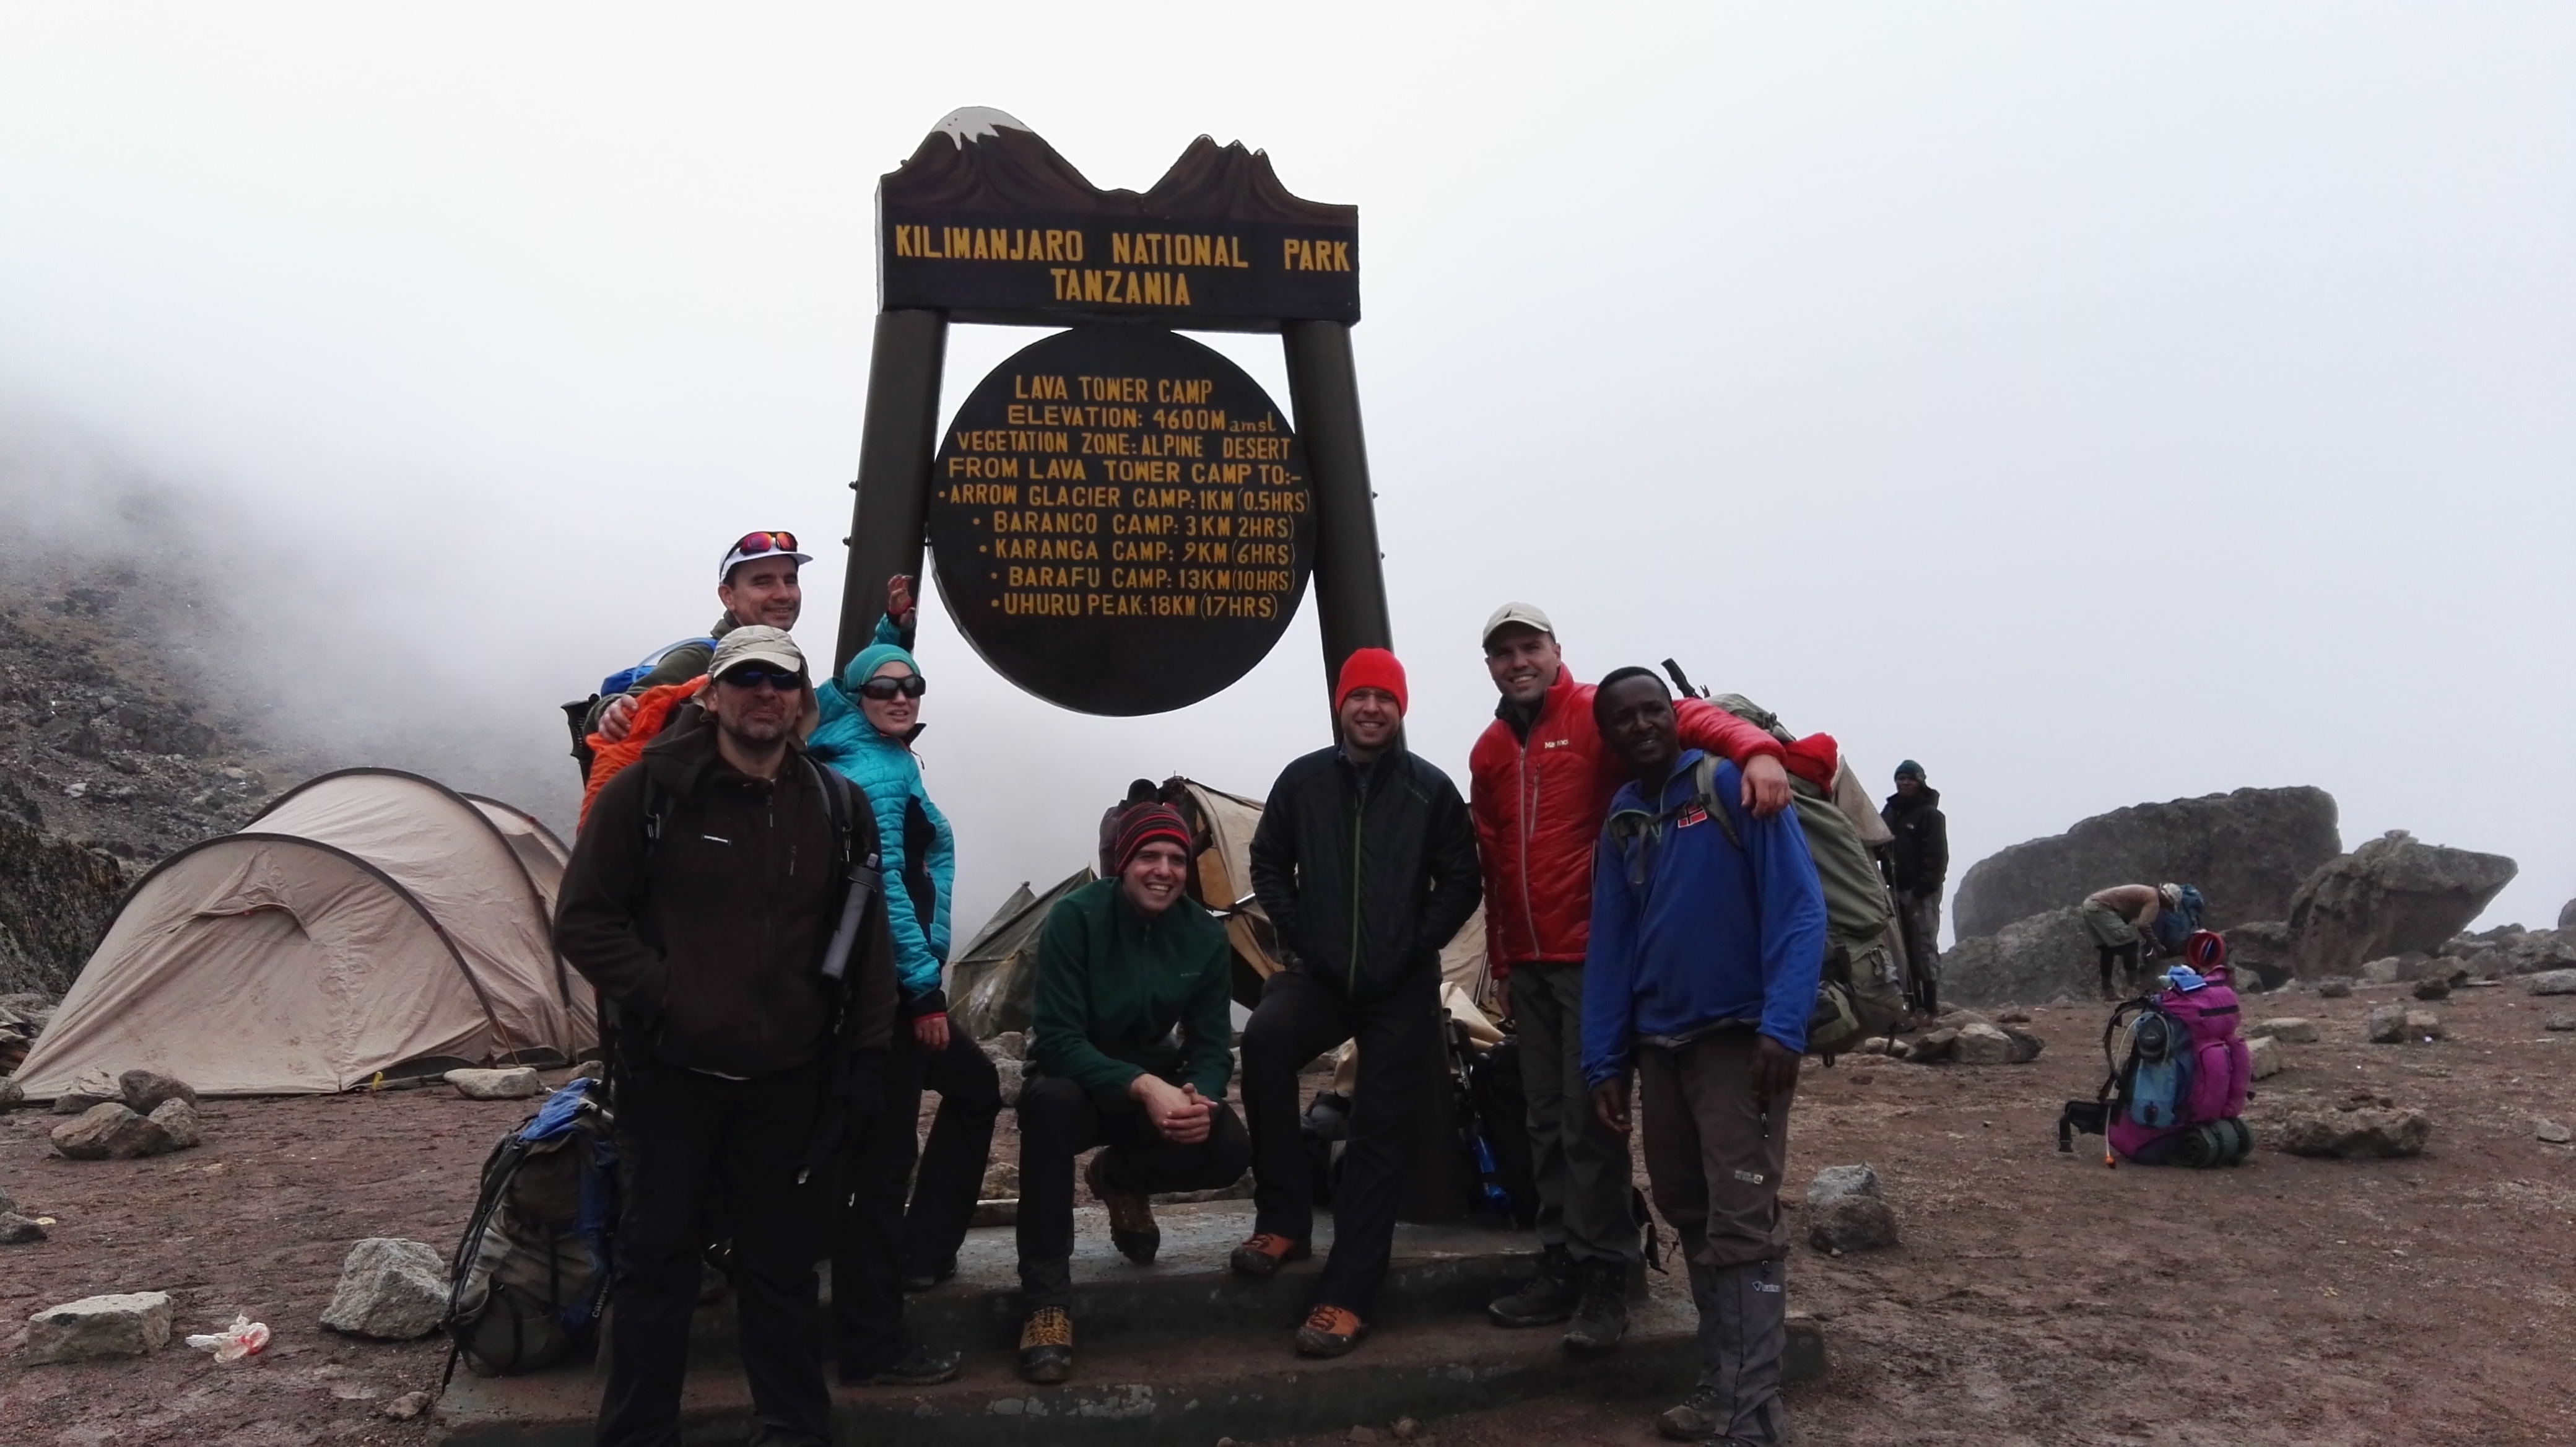 KILIMANJARO NATIONAL PARK
TANZANIA
LAVA TOWER CAMP
ELEVATION: 4600M amsl
VEGETATION ZONE: ALPINE DESERT
FROM LAVA TOWER CAMP TO:-
•ARROW GLACIER CAMP: 1KM (0.5HRS)
• BARANCO CAMP: 3KM 2HRS)
• KARANGA CAMP: 9KM (6HRS)
• BARAFU CAMP: 13KM (10HRS)
•UHURU PEAK: 18KM (17HRS)
Marmot